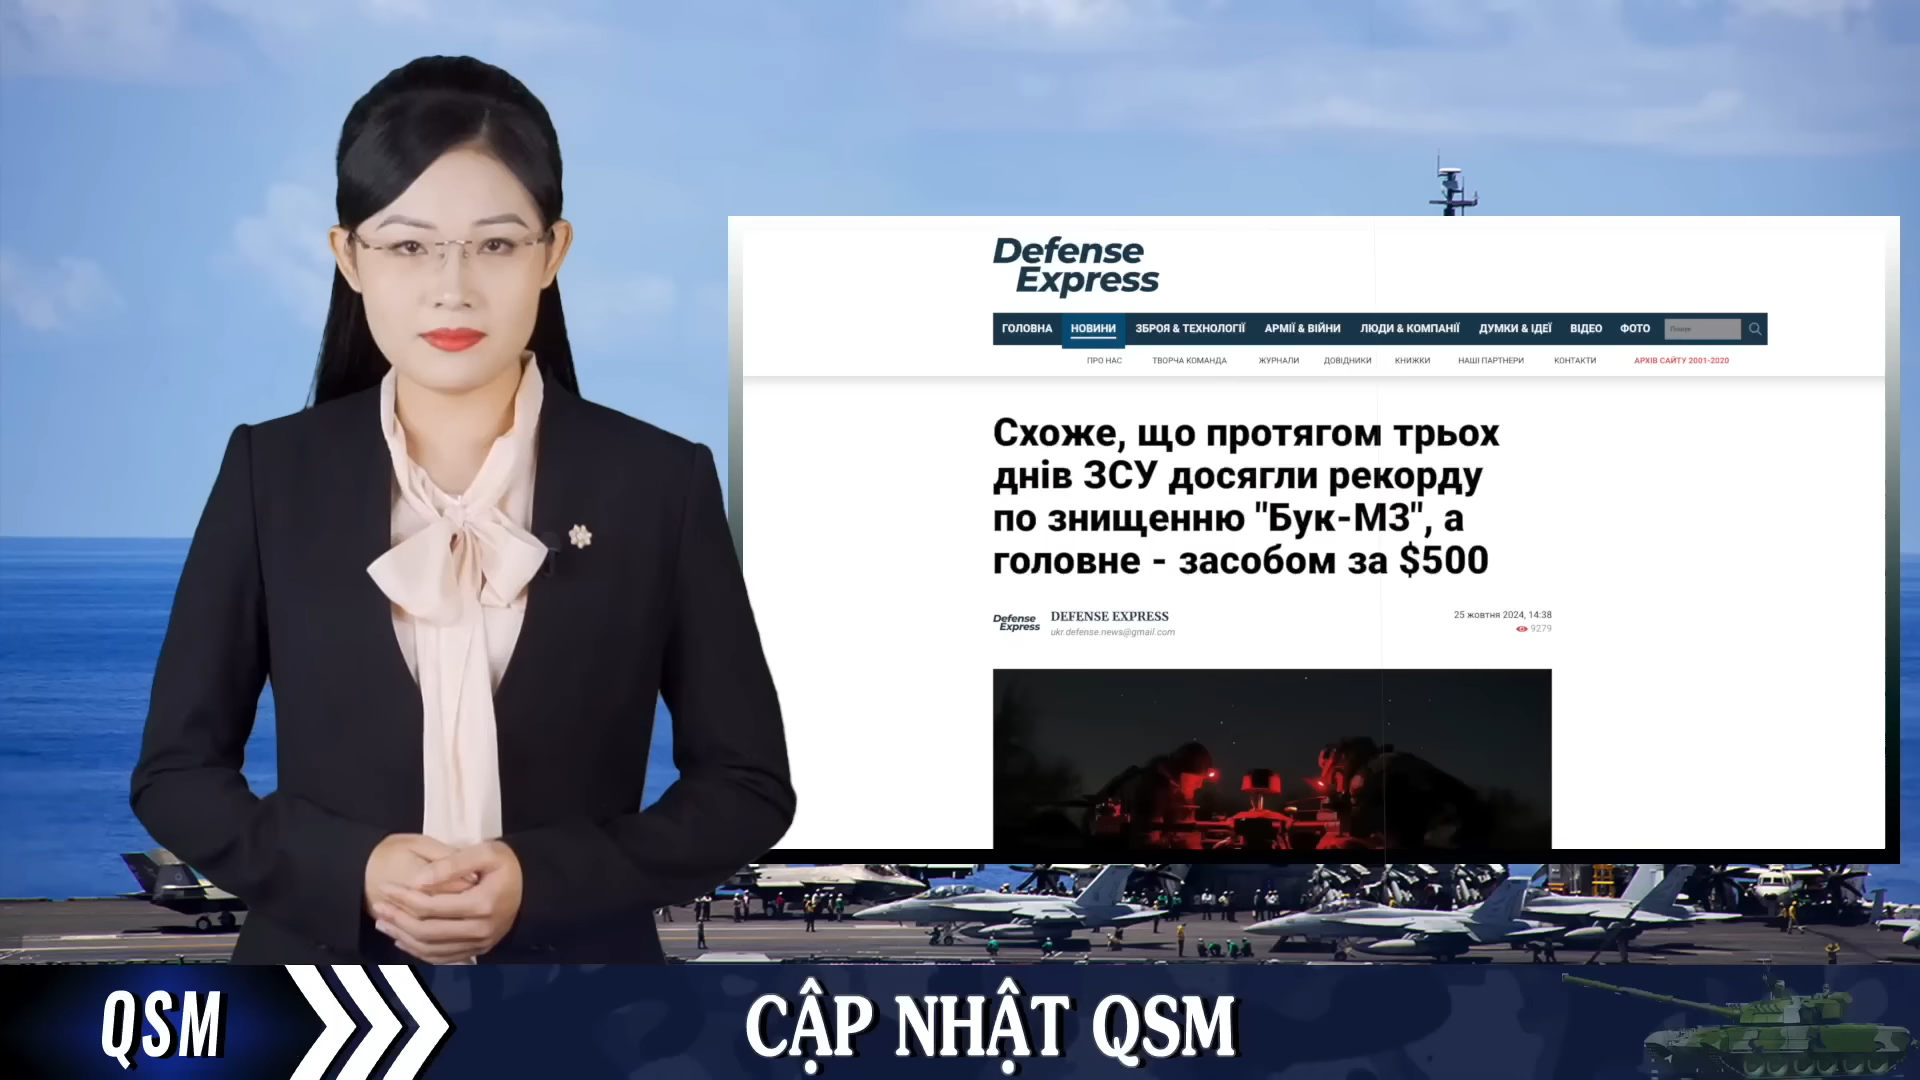 Defense
Express
ГОЛОВНА НОВИНИ ЗБРОЯ & ТЕХНОЛОГІЇ АРМІЇ & ВІЙНИ ЛЮДИ & КОМПАНІЇ ДУМКИ & ІДЕЇ ВІДЕО ФОТО Пошук
ПРО НАС ТВОРЧА КОМАНДА ЖУРНАЛИ ДОВІДНИКИ КНИЖКИ НАШІ ПАРТНЕРИ КОНТАКТИ АРХІВ САЙТУ 2001-2020
Схоже, що протягом трьох
днів ЗСУ досягли рекорду
по знищенню "Бук-М3", а
головне - засобом за $500
Defense
Express
DEFENSE EXPRESS
ukr.defense.news@gmail.com
25 жовтня 2024, 14:38
9279
QSM
CẬP NHẬT QSM